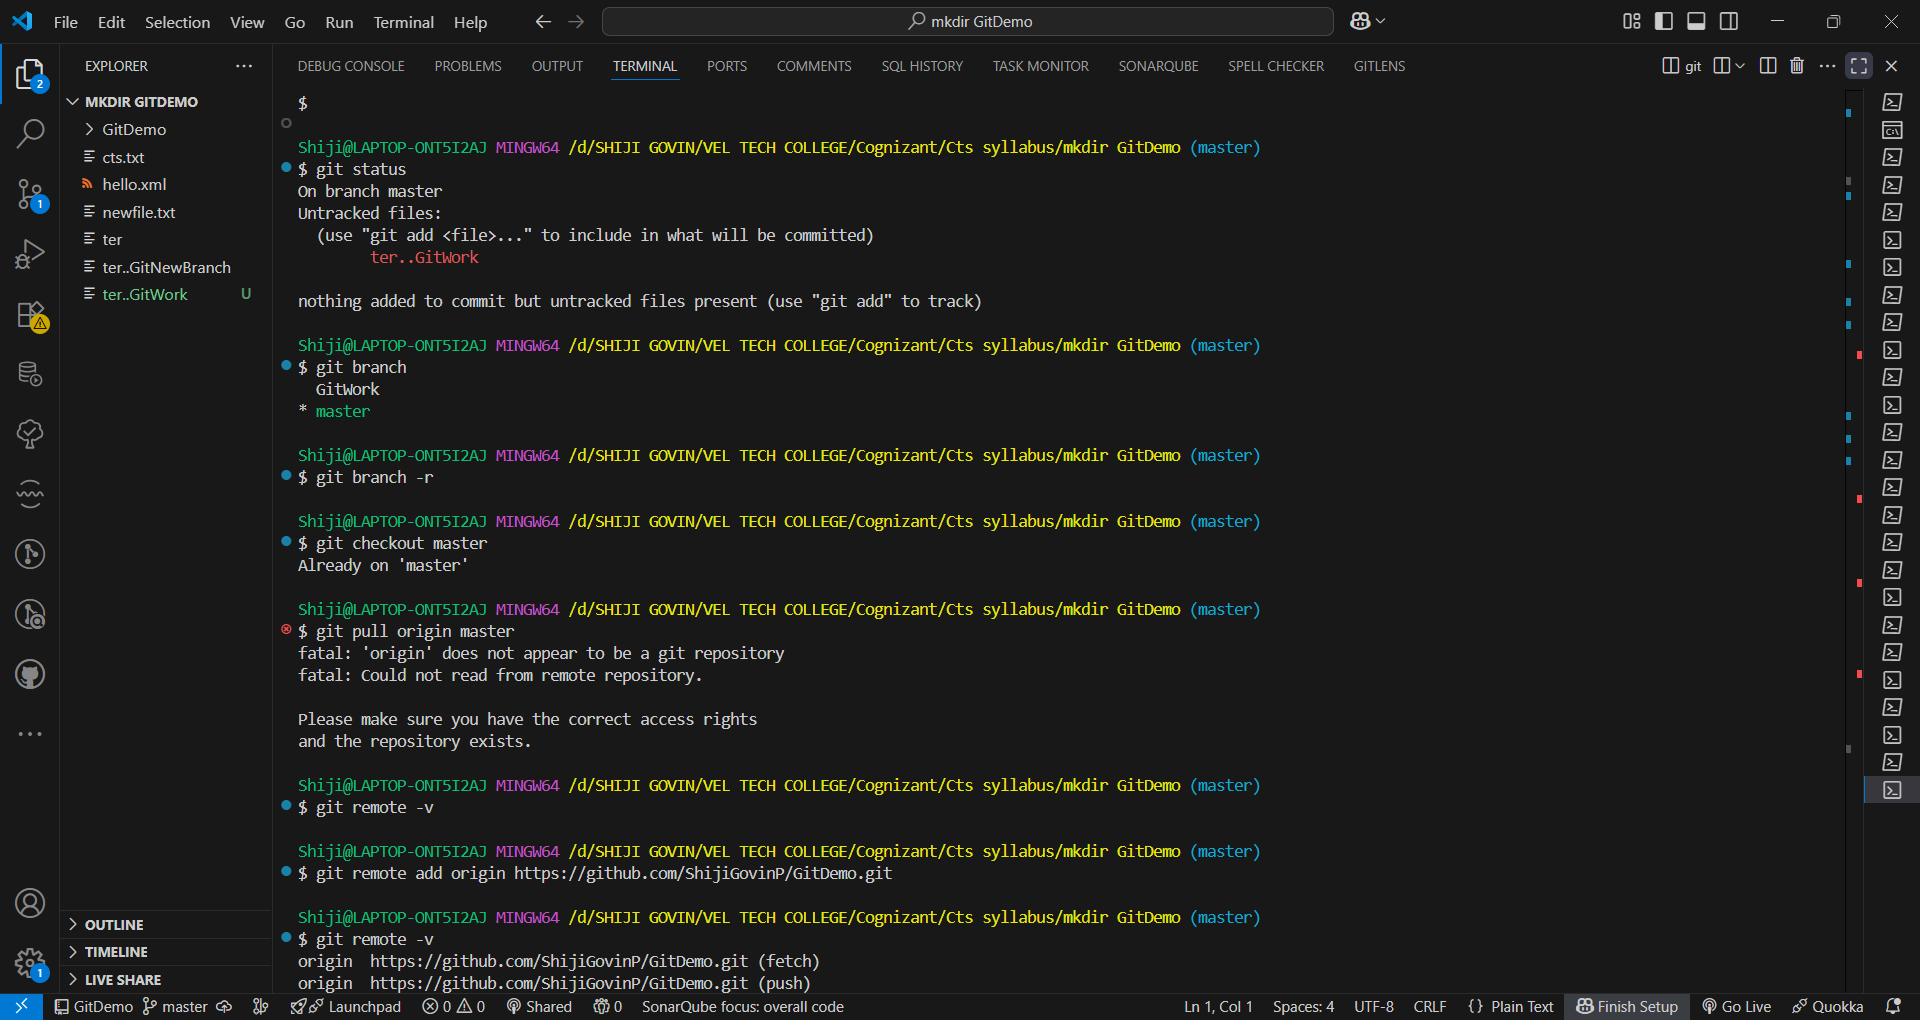 File Edit Selection View Go Run Terminal Help
mkdir GitDemo
EXPLORER
DEBUG CONSOLE PROBLEMS OUTPUT TERMINAL PORTS COMMENTS SQL HISTORY TASK MONITOR SONARQUBE SPELL CHECKER GITLENS
git
2
MKDIR GITDEMO
GitDemo
cts.txt
hello.xml
newfile.txt
ter
ter..GitNewBranch
ter..GitWork U
1
$
Shiji@LAPTOP-ONT5I2AJ MINGW64 /d/SHIJI GOVIN/VEL TECH COLLEGE/Cognizant/Cts syllabus/mkdir GitDemo (master)
$ git status
On branch master
Untracked files:
  (use "git add <file>..." to include in what will be committed)
        ter..GitWork
nothing added to commit but untracked files present (use "git add" to track)
Shiji@LAPTOP-ONT5I2AJ MINGW64 /d/SHIJI GOVIN/VEL TECH COLLEGE/Cognizant/Cts syllabus/mkdir GitDemo (master)
$ git branch
  GitWork
* master
Shiji@LAPTOP-ONT5I2AJ MINGW64 /d/SHIJI GOVIN/VEL TECH COLLEGE/Cognizant/Cts syllabus/mkdir GitDemo (master)
$ git branch -r
Shiji@LAPTOP-ONT5I2AJ MINGW64 /d/SHIJI GOVIN/VEL TECH COLLEGE/Cognizant/Cts syllabus/mkdir GitDemo (master)
$ git checkout master
Already on 'master'
Shiji@LAPTOP-ONT5I2AJ MINGW64 /d/SHIJI GOVIN/VEL TECH COLLEGE/Cognizant/Cts syllabus/mkdir GitDemo (master)
$ git pull origin master
fatal: 'origin' does not appear to be a git repository
fatal: Could not read from remote repository.
Please make sure you have the correct access rights
and the repository exists.
Shiji@LAPTOP-ONT5I2AJ MINGW64 /d/SHIJI GOVIN/VEL TECH COLLEGE/Cognizant/Cts syllabus/mkdir GitDemo (master)
$ git remote -v
Shiji@LAPTOP-ONT5I2AJ MINGW64 /d/SHIJI GOVIN/VEL TECH COLLEGE/Cognizant/Cts syllabus/mkdir GitDemo (master)
$ git remote add origin https://github.com/ShijiGovinP/GitDemo.git
Shiji@LAPTOP-ONT5I2AJ MINGW64 /d/SHIJI GOVIN/VEL TECH COLLEGE/Cognizant/Cts syllabus/mkdir GitDemo (master)
$ git remote -v
origin  https://github.com/ShijiGovinP/GitDemo.git (fetch)
origin  https://github.com/ShijiGovinP/GitDemo.git (push)
OUTLINE
TIMELINE
LIVE SHARE
1
GitDemo master Launchpad 0 0 Shared 0 SonarQube focus: overall code Ln 1, Col 1 Spaces: 4 UTF-8 CRLF {} Plain Text Finish Setup Go Live Quokka